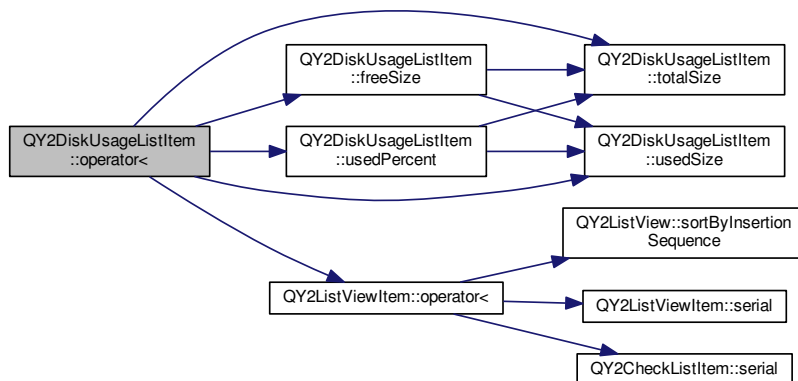 QY2DiskUsageListItem
::operator<
QY2DiskUsageListItem
::freeSize
QY2DiskUsageListItem
::usedPercent
QY2ListViewItem::operator<
QY2DiskUsageListItem
::totalSize
QY2DiskUsageListItem
::usedSize
QY2ListView::sortByInsertion
Sequence
QY2ListViewItem::serial
QY2CheckListItem::serial